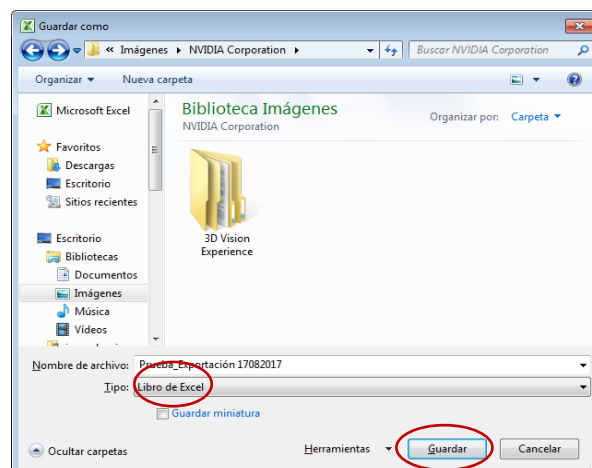 Guardar como
« Imágenes ▸ NVIDIA Corporation ▸
Buscar NVIDIA Corporation
Organizar
Nueva carpeta
Microsoft Excel
Favoritos
Descargas
Escritorio
Sitios recientes
Escritorio
Bibliotecas
Documentos
Imágenes
Música
Vídeos
Biblioteca Imágenes
NVIDIA Corporation
Organizar por: Carpeta
3D Vision
Experience
Nombre de archivo: Prueba_Exportación 17082017
Tipo: Libro de Excel
Guardar miniatura
Ocultar carpetas
Herramientas
Guardar
Cancelar